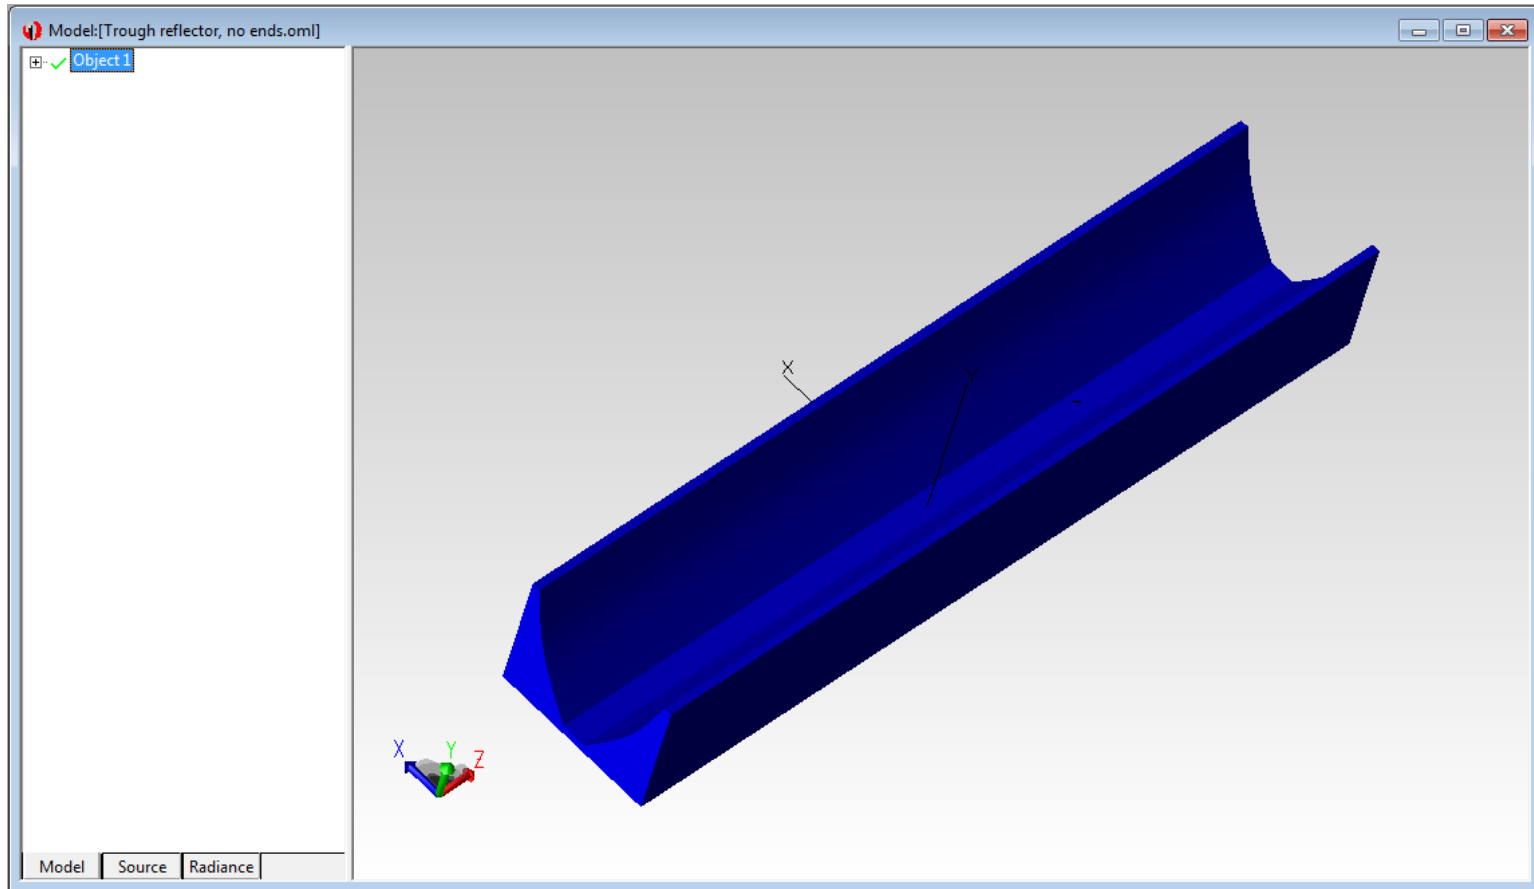 Model:[Trough reflector, no ends.oml]
Object 1
X
Y
X
Y
Z
Model
Source
Radiance